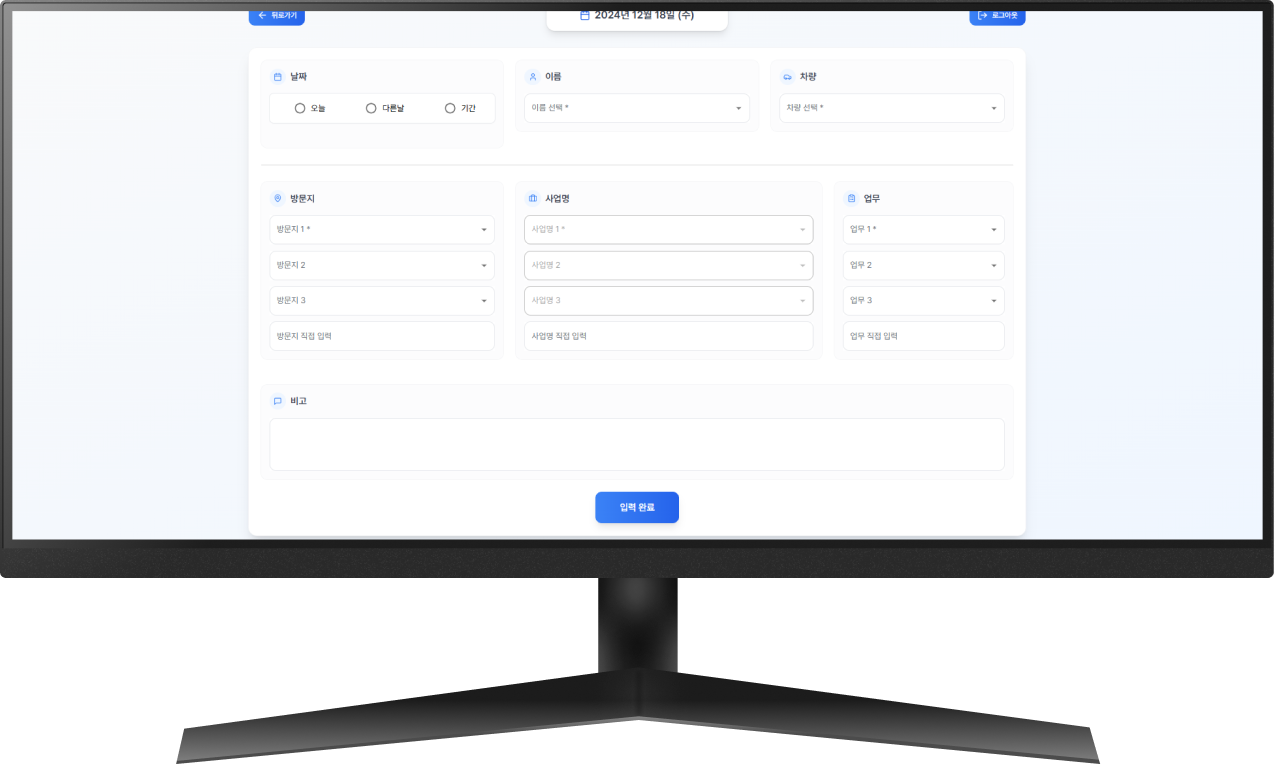 뒤로가기
2024년 12월 18일 (수)
로그아웃
날짜
오늘
다른날
기간
이름
이름 선택 *
차량
차량 선택 *
방문지
방문지 1 *
방문지 2
방문지 3
방문지 직접 입력
사업명
사업명 1 *
사업명 2
사업명 3
사업명 직접 입력
업무
업무 1 *
업무 2
업무 3
업무 직접 입력
비고
입력 완료